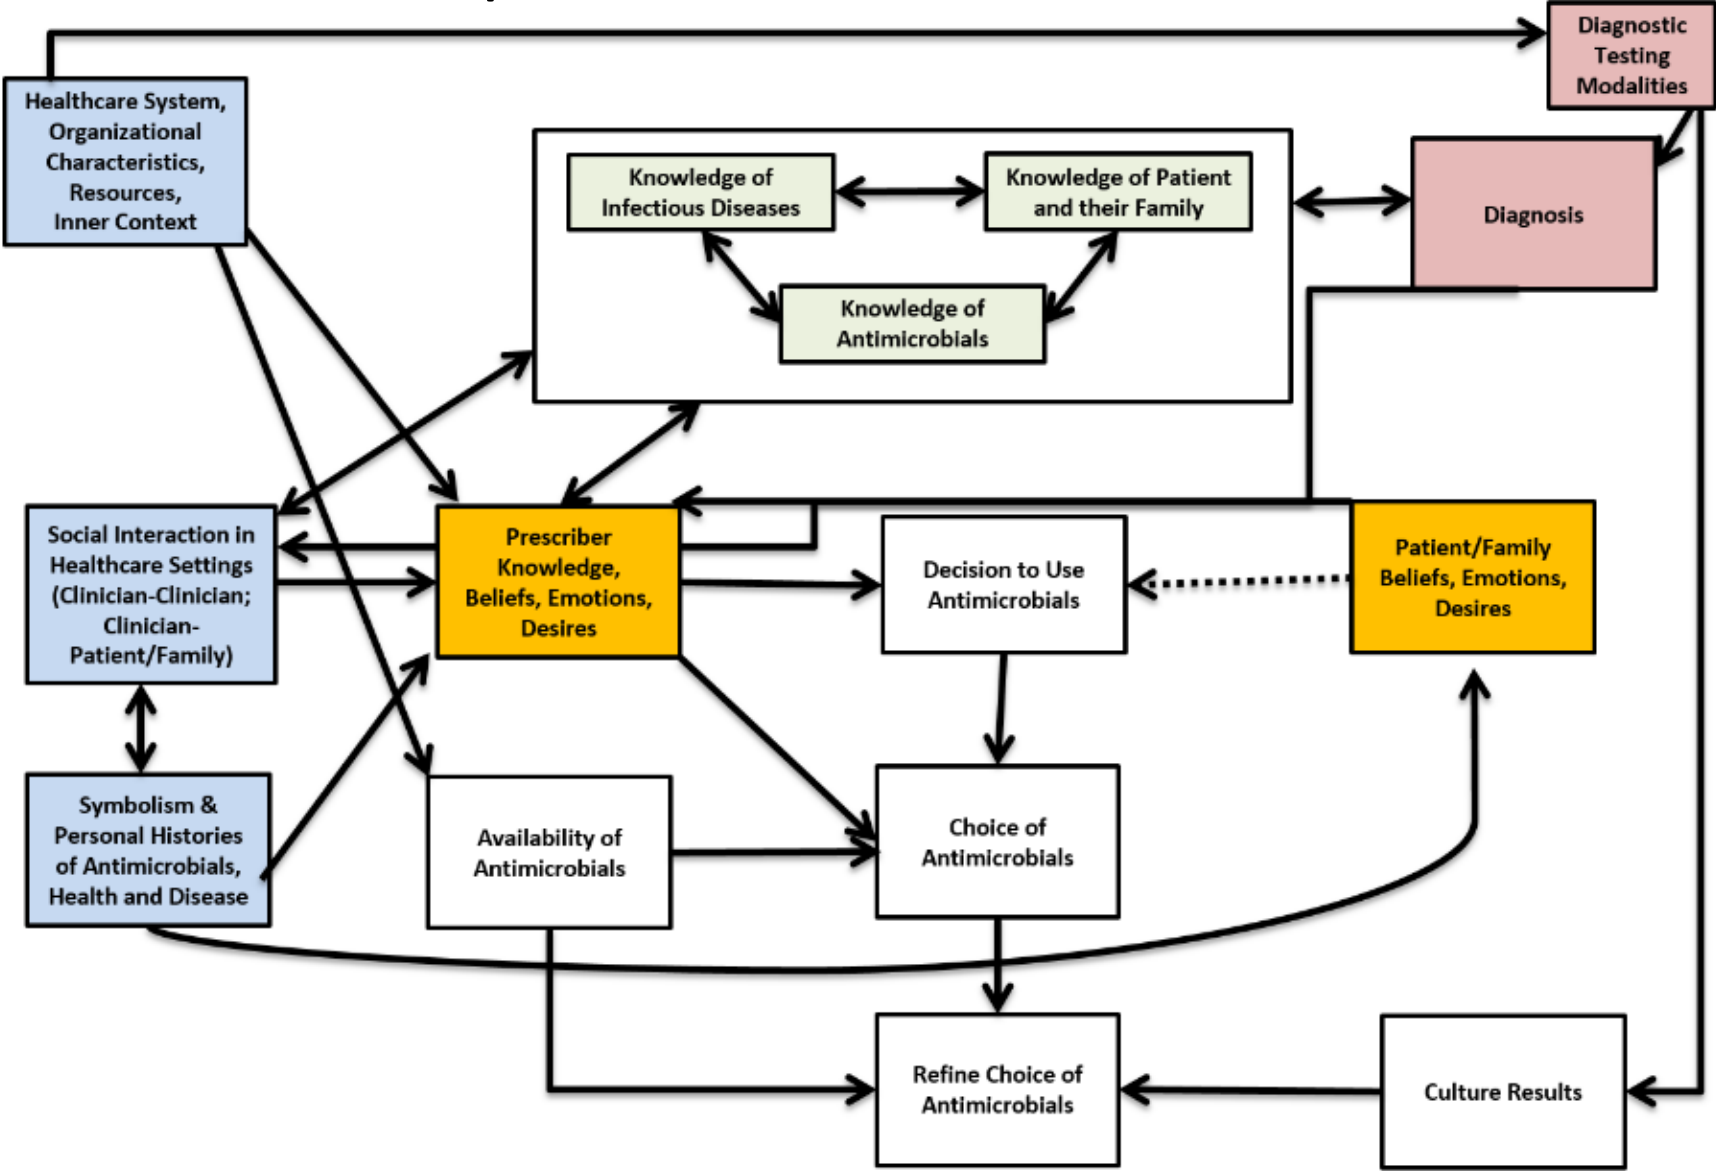 Diagnostic
Testing
Modalities
Healthcare System,
Organizational
Characteristics,
Resources,
Inner Context
Knowledge of
Infectious Diseases
Knowledge of Patient
and their Family
Diagnosis
Knowledge of
Antimicrobials
Social Interaction in
Healthcare Settings
(Clinician-Clinician;
Clinician-
Patient/Family)
Prescriber
Knowledge,
Beliefs, Emotions,
Desires
Decision to Use
Antimicrobials
Patient/Family
Beliefs, Emotions,
Desires
Symbolism &
Personal Histories
of Antimicrobials,
Health and Disease
Availability of
Antimicrobials
Choice of
Antimicrobials
Refine Choice of
Antimicrobials
Culture Results